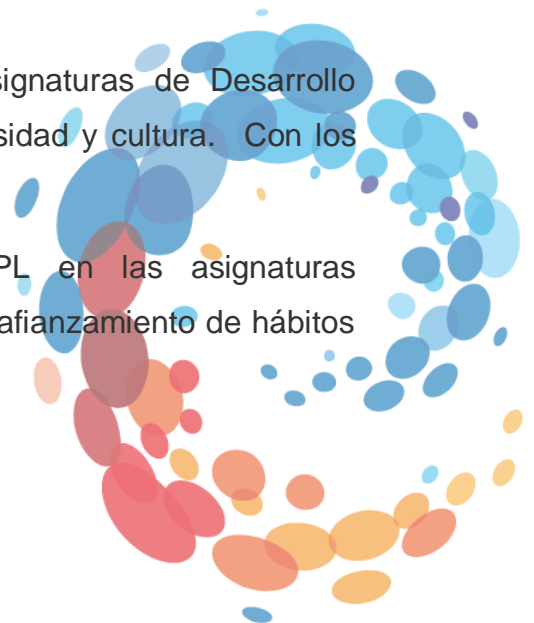 signaturas de Desarrollo
sidad y cultura. Con los
PL en las asignaturas
afianzamiento de hábitos